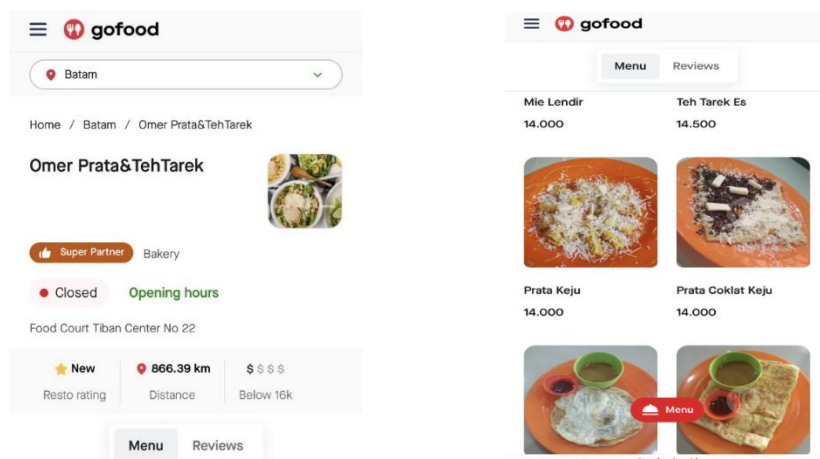 gofood
Batam
Home / Batam / Omer Prata&TehTarek
Omer Prata&TehTarek
Super Partner Bakery
Closed Opening hours
Food Court Tiban Center No 22
New 866.39 km $$$$
Resto rating Distance Below 16k
Menu Reviews
gofood
Menu Reviews
Mie Lendir Teh Tarek Es
14.000 14.500
Prata Keju Prata Coklat Keju
14.000 14.000
Menu